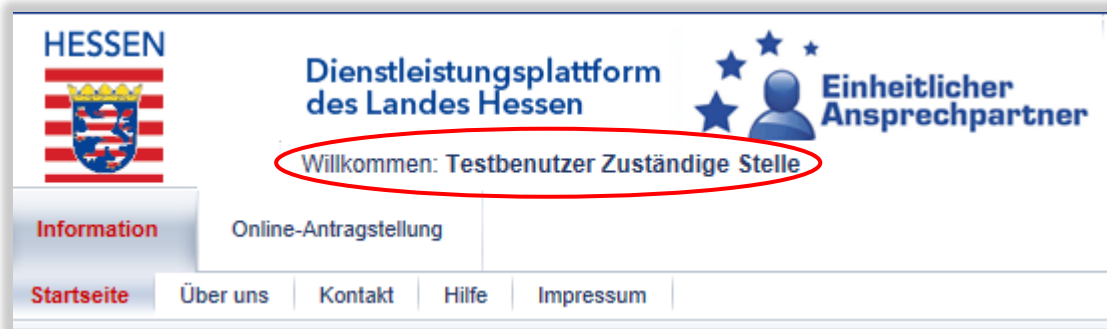 HESSEN
Dienstleistungsplattform
des Landes Hessen
Einheitlicher
Ansprechpartner
Willkommen: Testbenutzer Zuständige Stelle
Information Online-Antragstellung
Startseite Über uns Kontakt Hilfe Impressum